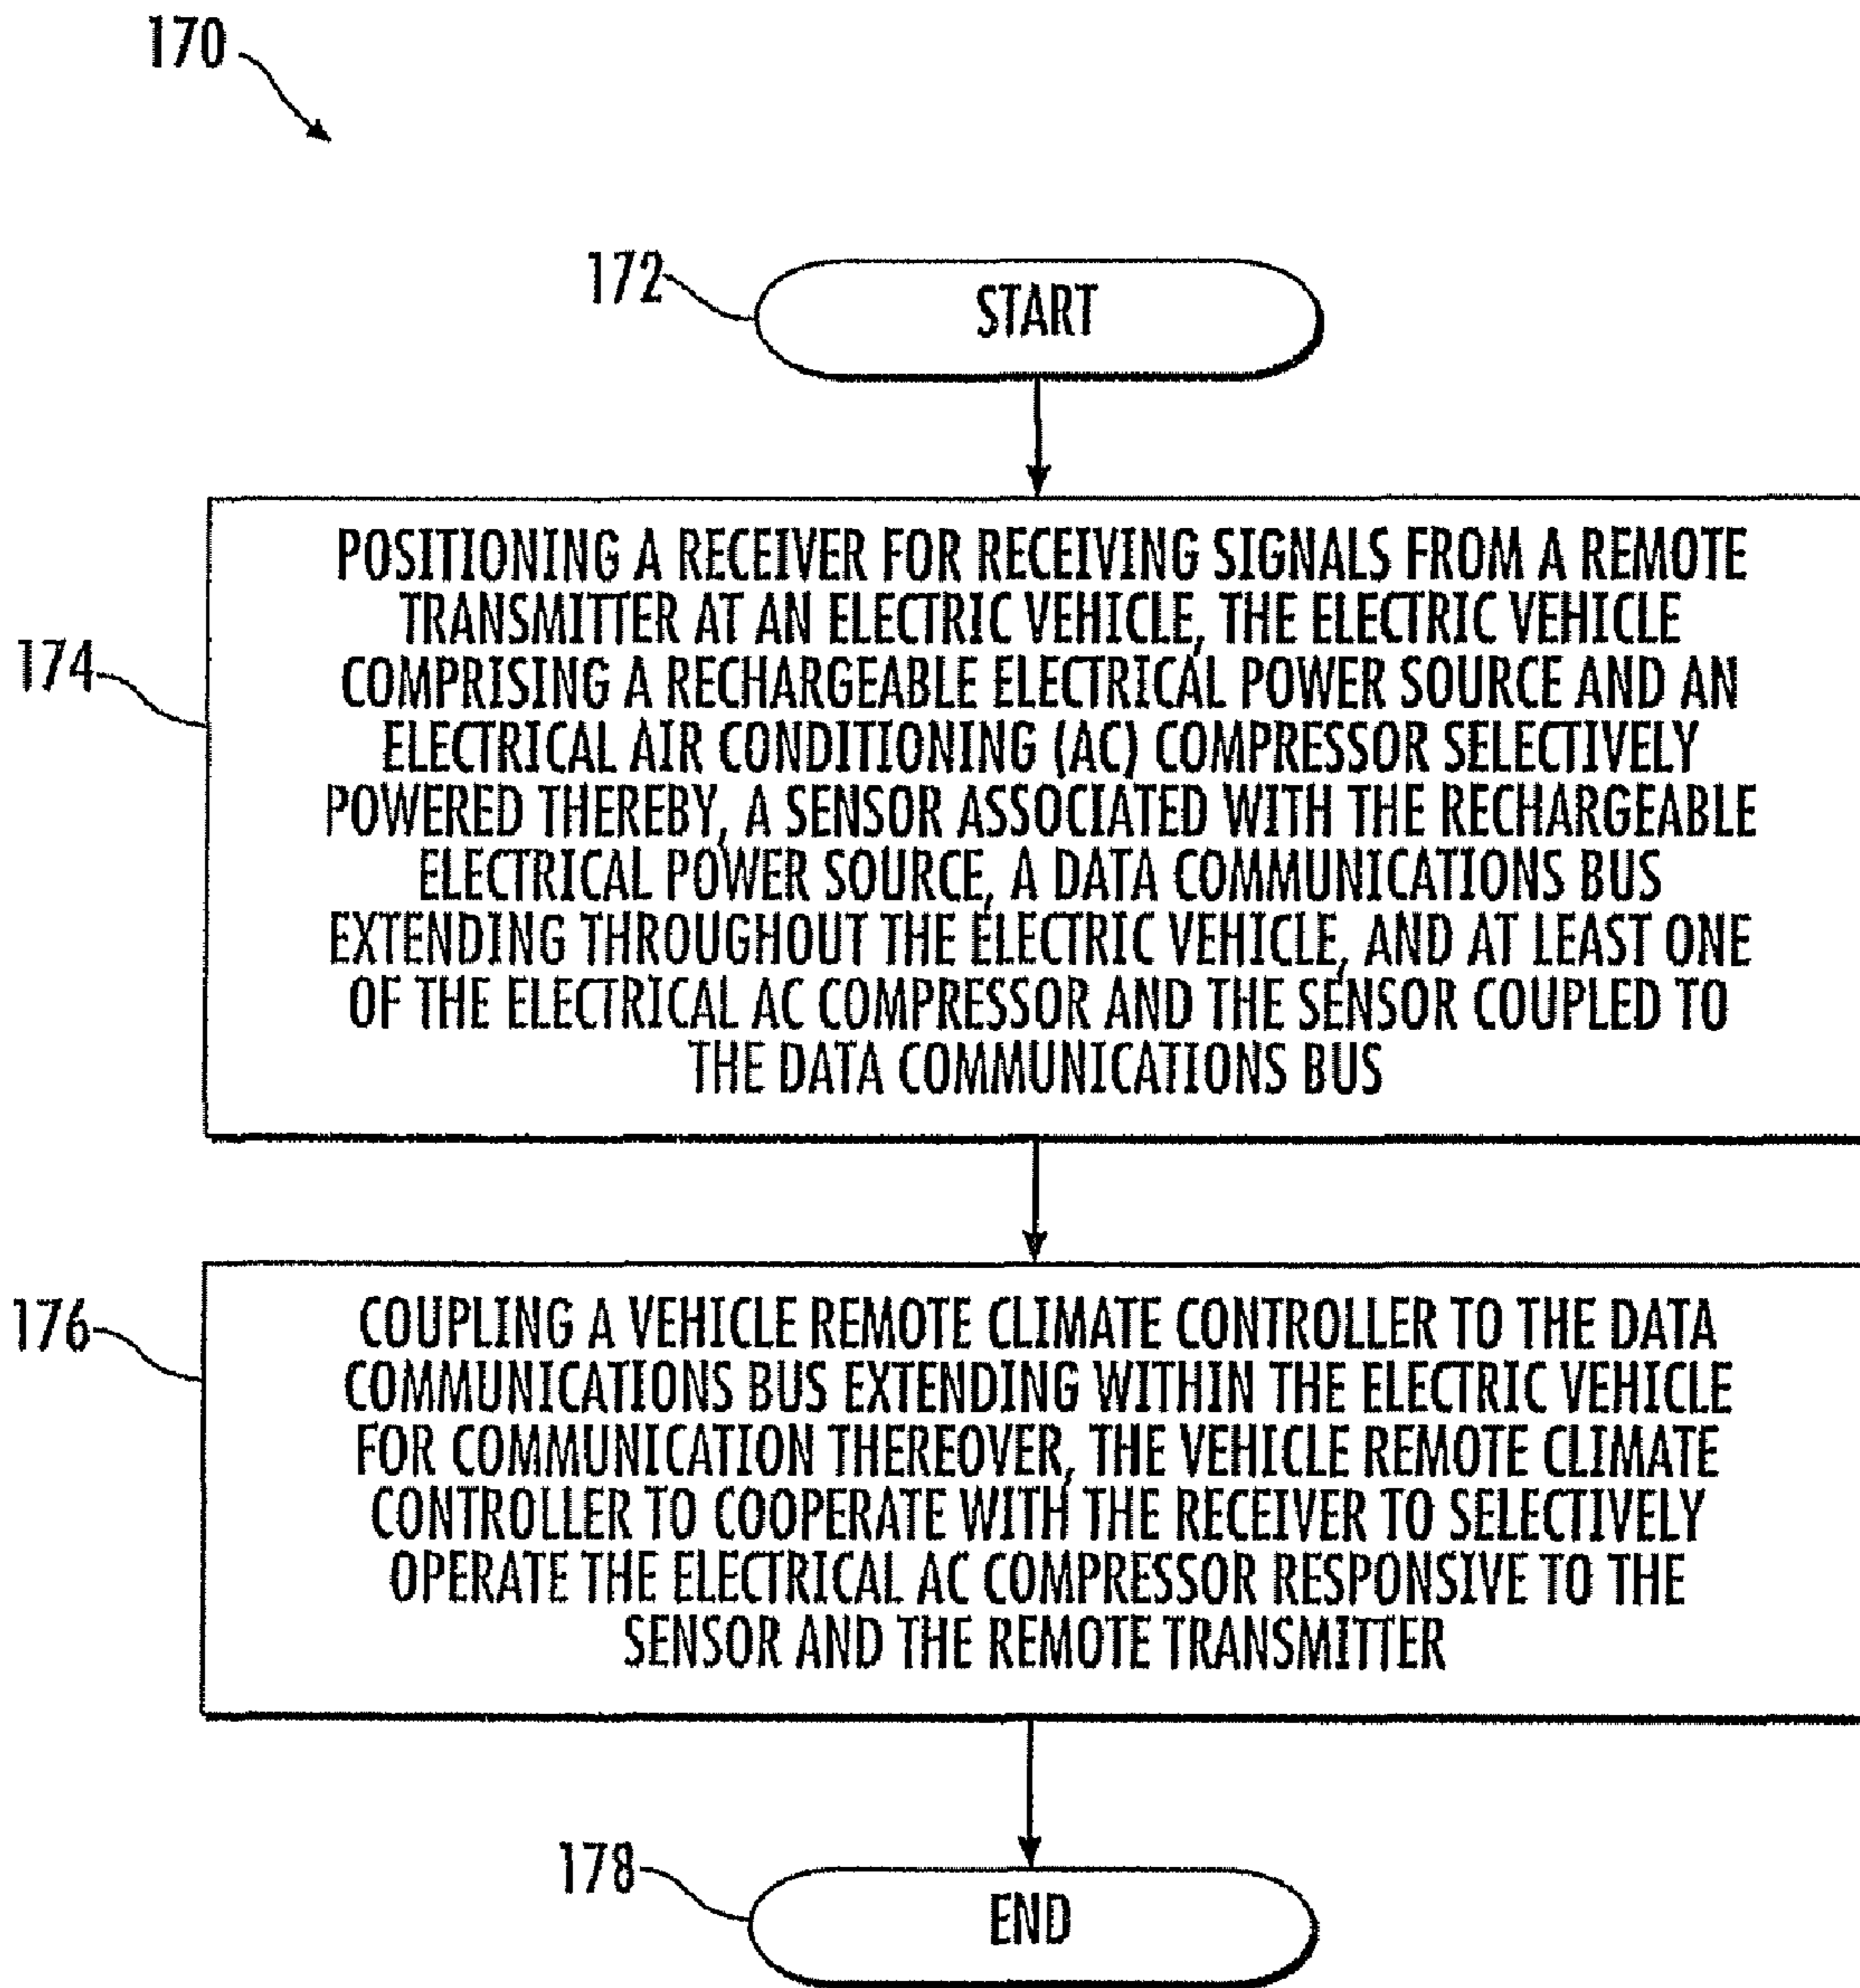 170
172
START
174
POSITIONING A RECEIVER FOR RECEIVING SIGNALS FROM A REMOTE
TRANSMITTER AT AN ELECTRIC VEHICLE, THE ELECTRIC VEHICLE
COMPRISING A RECHARGEABLE ELECTRICAL POWER SOURCE AND AN
ELECTRICAL AIR CONDITIONING (AC) COMPRESSOR SELECTIVELY
POWERED THEREBY, A SENSOR ASSOCIATED WITH THE RECHARGEABLE
ELECTRICAL POWER SOURCE, A DATA COMMUNICATIONS BUS
EXTENDING THROUGHOUT THE ELECTRIC VEHICLE, AND AT LEAST ONE
OF THE ELECTRICAL AC COMPRESSOR AND THE SENSOR COUPLED TO
THE DATA COMMUNICATIONS BUS
176
COUPLING A VEHICLE REMOTE CLIMATE CONTROLLER TO THE DATA
COMMUNICATIONS BUS EXTENDING WITHIN THE ELECTRIC VEHICLE
FOR COMMUNICATION THEREOVER, THE VEHICLE REMOTE CLIMATE
CONTROLLER TO COOPERATE WITH THE RECEIVER TO SELECTIVELY
OPERATE THE ELECTRICAL AC COMPRESSOR RESPONSIVE TO THE
SENSOR AND THE REMOTE TRANSMITTER
178
END